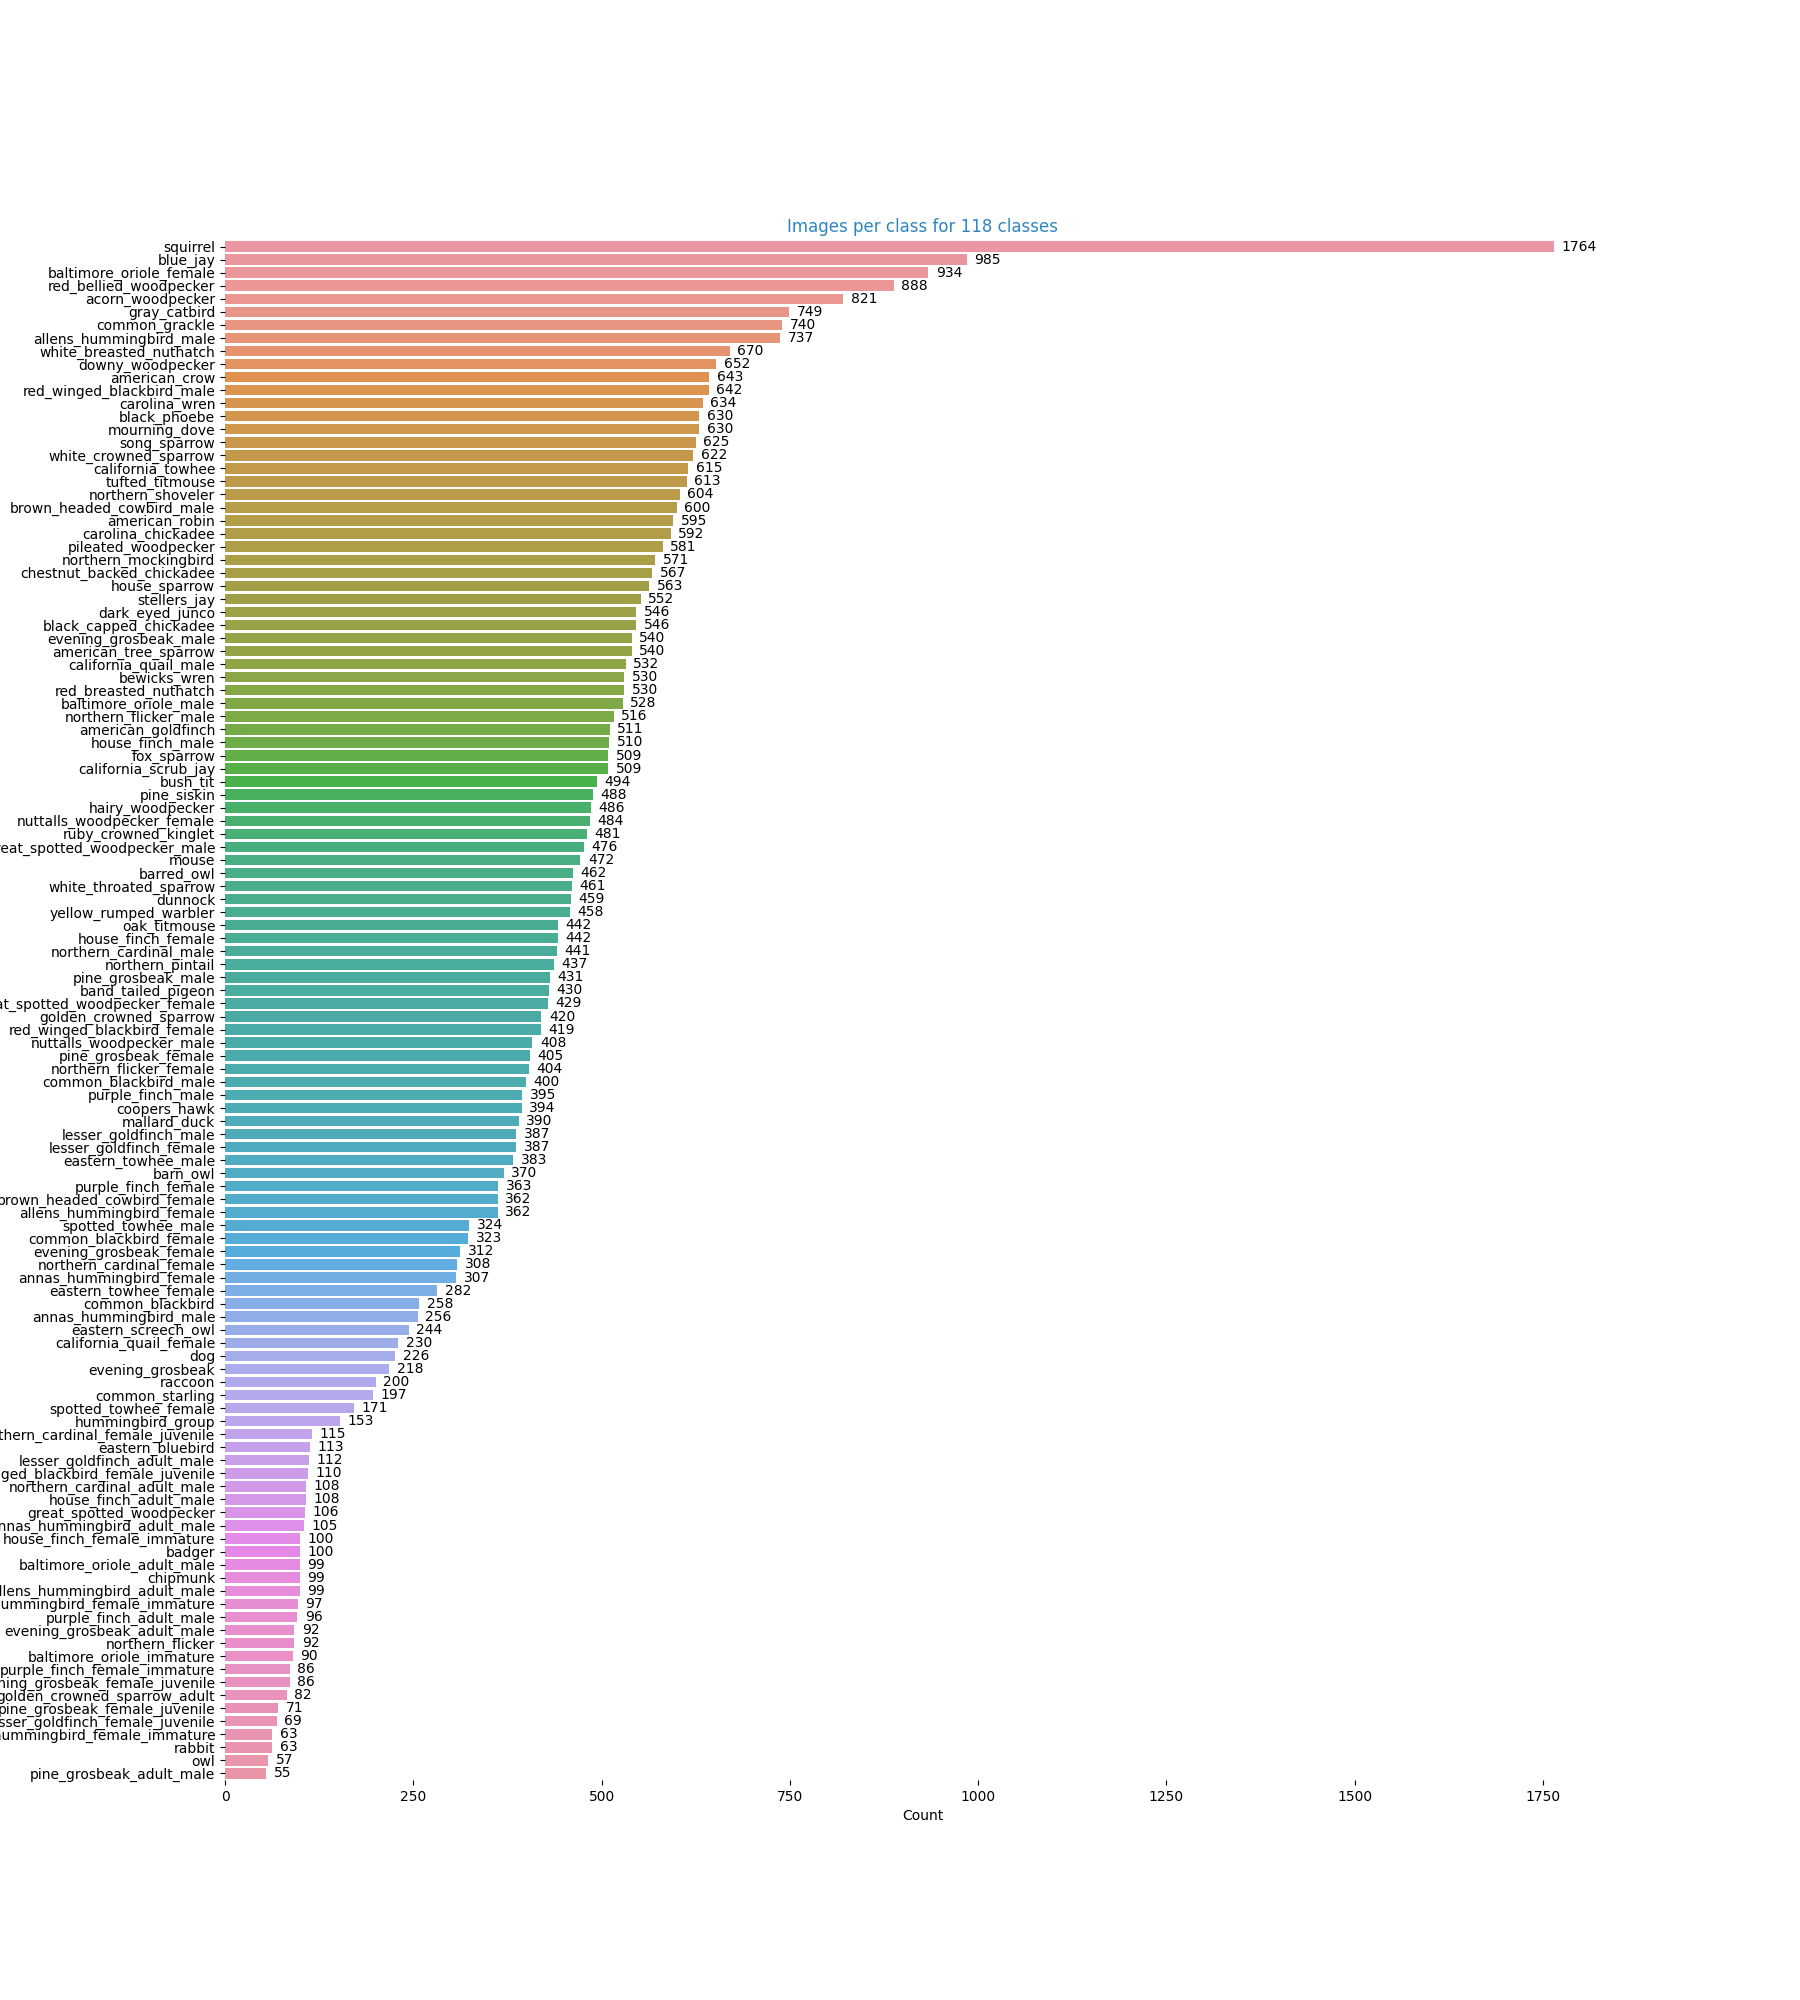 Images per class for 118 classes
squirrel 1764
blue_jay 985
baltimore_oriole_female 934
red_bellied_woodpecker 888
acorn_woodpecker 821
gray_catbird 749
common_grackle 740
allens_hummingbird_male 737
white_breasted_nuthatch 670
downy_woodpecker 652
american_crow 643
red_winged_blackbird_male 642
carolina_wren 634
black_phoebe 630
mourning_dove 630
song_sparrow 625
white_crowned_sparrow 622
california_towhee 615
tufted_titmouse 613
northern_shoveler 604
brown_headed_cowbird_male 600
american_robin 595
carolina_chickadee 592
pileated_woodpecker 581
northern_mockingbird 571
chestnut_backed_chickadee 567
house_sparrow 563
stellers_jay 552
dark_eyed_junco 546
black_capped_chickadee 546
evening_grosbeak_male 540
american_tree_sparrow 540
california_quail_male 532
bewicks_wren 530
red_breasted_nuthatch 530
baltimore_oriole_male 528
northern_flicker_male 516
american_goldfinch 511
house_finch_male 510
fox_sparrow 509
california_scrub_jay 509
bush_tit 494
pine_siskin 488
hairy_woodpecker 486
nuttalls_woodpecker_female 484
ruby_crowned_kinglet 481
reat_spotted_woodpecker_male 476
mouse 472
barred_owl 462
white_throated_sparrow 461
dunnock 459
yellow_rumped_warbler 458
oak_titmouse 442
house_finch_female 442
northern_cardinal_male 441
northern_pintail 437
pine_grosbeak_male 431
band_tailed_pigeon 430
at_spotted_woodpecker_female 429
golden_crowned_sparrow 420
red_winged_blackbird_female 419
nuttalls_woodpecker_male 408
pine_grosbeak_female 405
northern_flicker_female 404
common_blackbird_male 400
purple_finch_male 395
coopers_hawk 394
mallard_duck 390
lesser_goldfinch_male 387
lesser_goldfinch_female 387
eastern_towhee_male 383
barn_owl 370
purple_finch_female 363
brown_headed_cowbird_female 362
allens_hummingbird_female 362
spotted_towhee_male 324
common_blackbird_female 323
evening_grosbeak_female 312
northern_cardinal_female 308
annas_hummingbird_female 307
eastern_towhee_female 282
common_blackbird 258
annas_hummingbird_male 256
eastern_screech_owl 244
california_quail_female 230
dog 226
evening_grosbeak 218
raccoon 200
common_starling 197
spotted_towhee_female 171
hummingbird_group 153
thern_cardinal_female_juvenile 115
eastern_bluebird 113
lesser_goldfinch_adult_male 112
ged_blackbird_female_juvenile 110
northern_cardinal_adult_male 108
house_finch_adult_male 108
great_spotted_woodpecker 106
nnas_hummingbird_adult_male 105
house_finch_female_immature 100
badger 100
baltimore_oriole_adult_male 99
chipmunk 99
llens_hummingbird_adult_male 99
ummingbird_female_immature 97
purple_finch_adult_male 96
evening_grosbeak_adult_male 92
northern_flicker 92
baltimore_oriole_immature 90
purple_finch_female_immature 86
ning_grosbeak_female_juvenile 86
golden_crowned_sparrow_adult 82
pine_grosbeak_female_juvenile 71
sser_goldfinch_female_juvenile 69
hummingbird_female_immature 63
rabbit 63
owl 57
pine_grosbeak_adult_male 55
0 250 500 750 1000 1250 1500 1750
Count